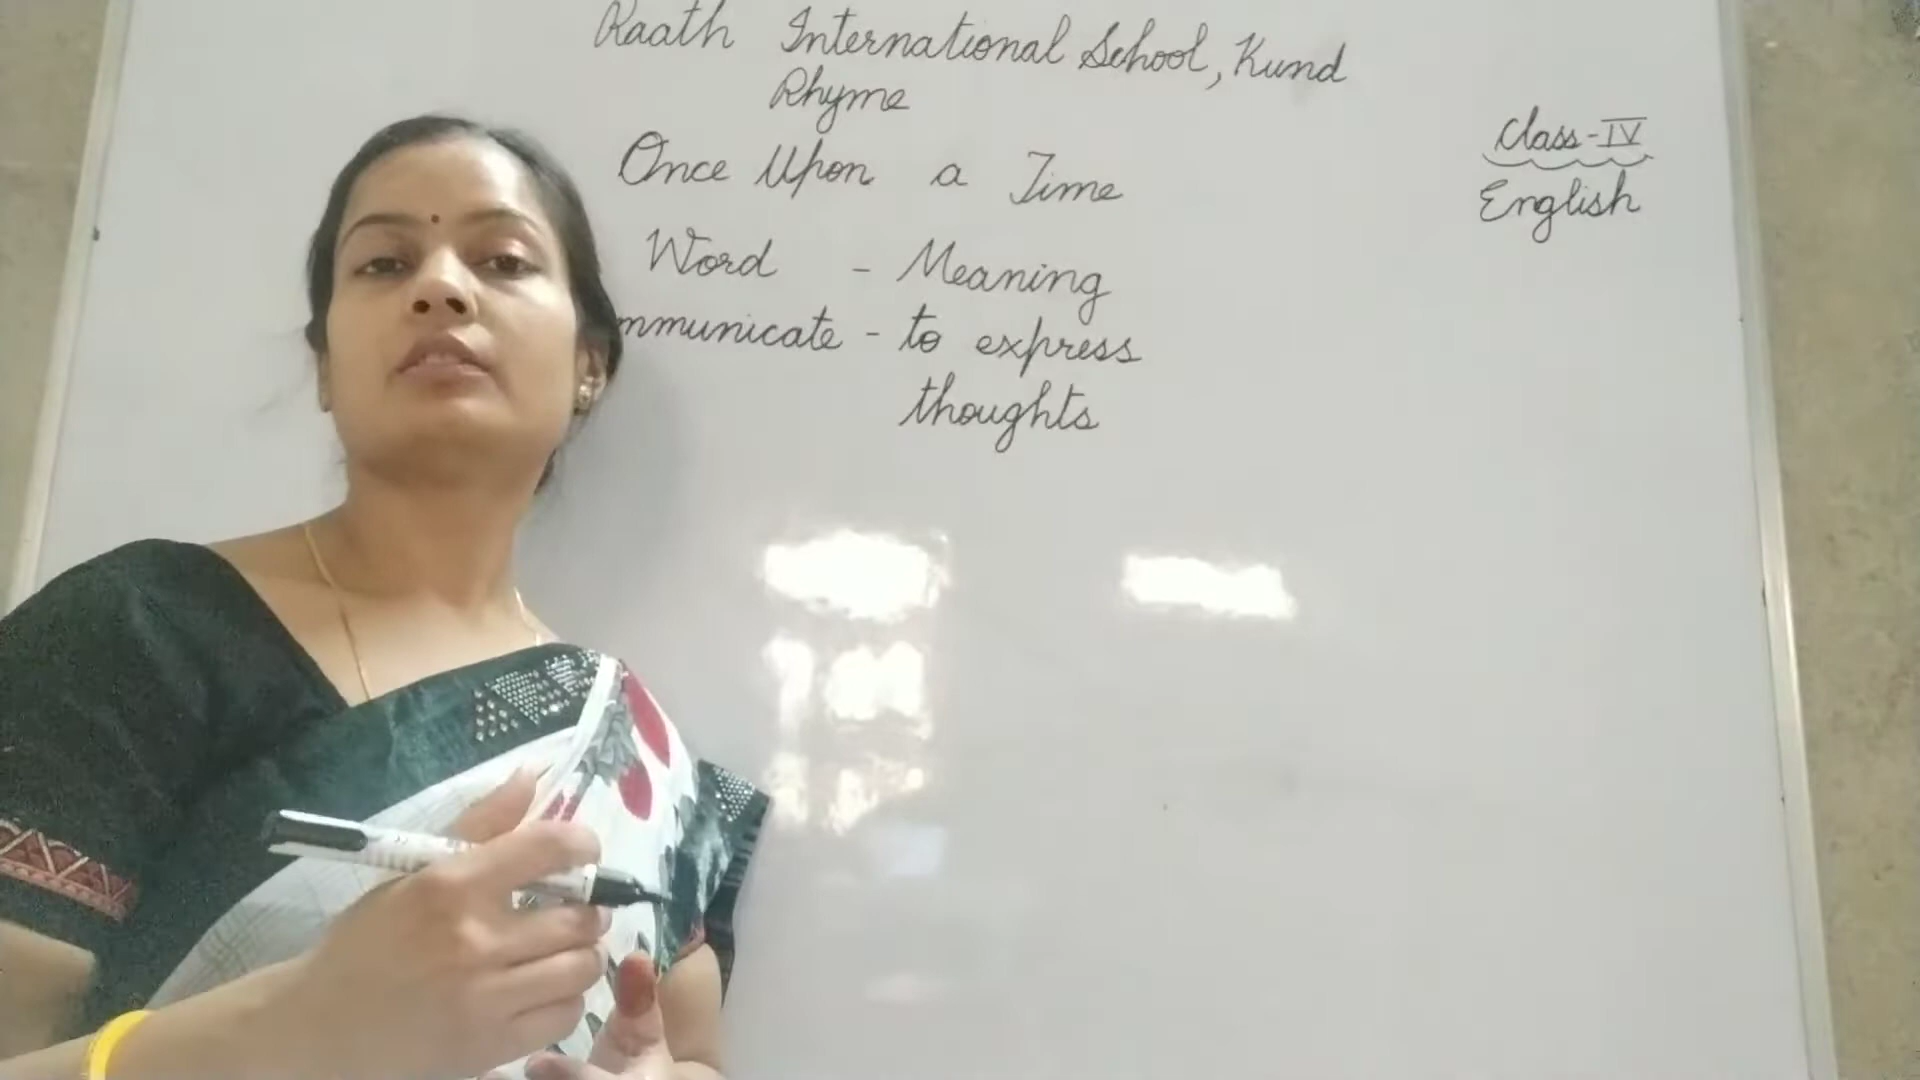 Raath International School, Kund
Rhyme
Class-IV
English
Once Upon a Time
Word - Meaning
mmunicate - to express
thoughts